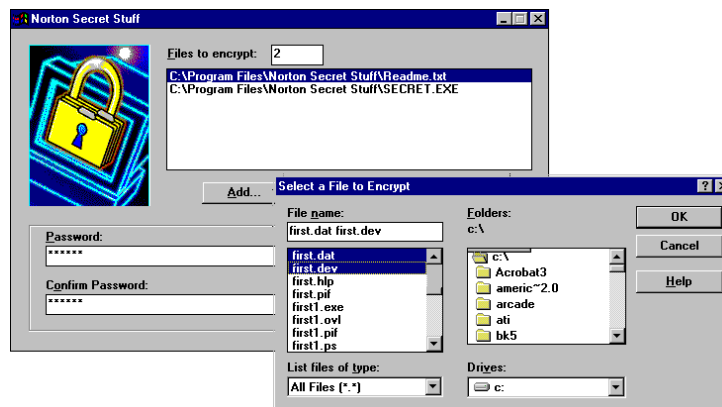 Norton Secret Stuff
Files to encrypt: 2
C:\Program Files\Norton Secret Stuff\Readme.txt
C:\Program Files\Norton Secret Stuff\SECRET.EXE
Add...
Password:
******
Confirm Password:
******
Select a File to Encrypt
File name:
first.dat first.dev
first.dat
first.dev
first.hlp
first.pif
first1.exe
first1.ovl
first1.pif
first1.ps
List files of type:
All Files (*.*)
Folders:
c:\
c:\
Acrobat3
americ~2.0
arcade
ati
bk5
Drives:
c:
OK
Cancel
Help